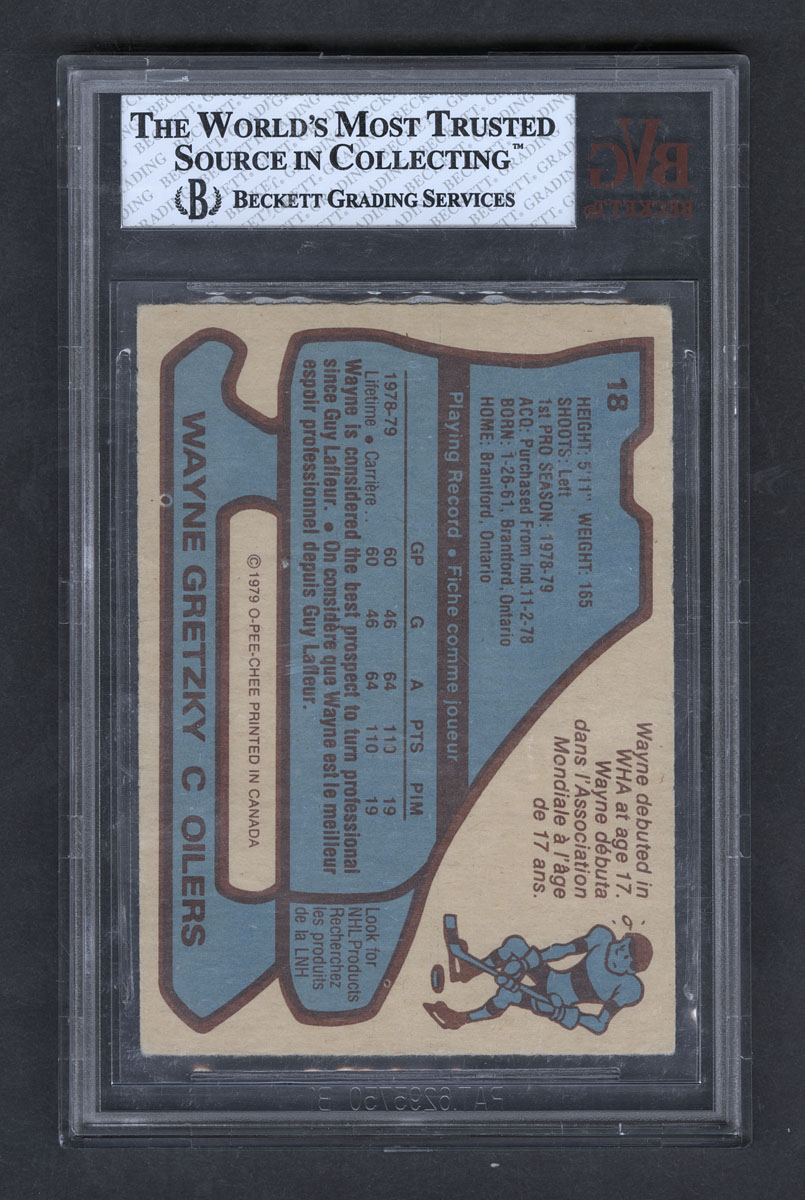 THE WORLD'S MOST TRUSTED
SOURCE IN COLLECTING™
B BECKETT GRADING SERVICES
BVG
BECKETT
18
HEIGHT: 5'11" WEIGHT: 165
SHOOTS: Left
1st PRO SEASON: 1978-79
ACQ: Purchased From Ind. 11-2-78
BORN: 1-26-61, Brantford, Ontario
HOME: Brantford, Ontario
Playing Record • Fiche comme joueur
GP G A PTS PIM
1978-79 60 46 64 110 19
Lifetime • Carrière . . 60 46 64 110 19
Wayne is considered the best prospect to turn professional
since Guy Lafleur. • On considère que Wayne est le meilleur
espoir professionnel depuis Guy Lafleur.
Wayne debuted in
WHA at age 17.
Wayne débuta
dans l'Association
Mondiale à l'âge
de 17 ans.
Look for
NHL Products
Recherchez
les produits
de la LNH
© 1979 O-PEE-CHEE PRINTED IN CANADA
WAYNE GRETZKY C OILERS